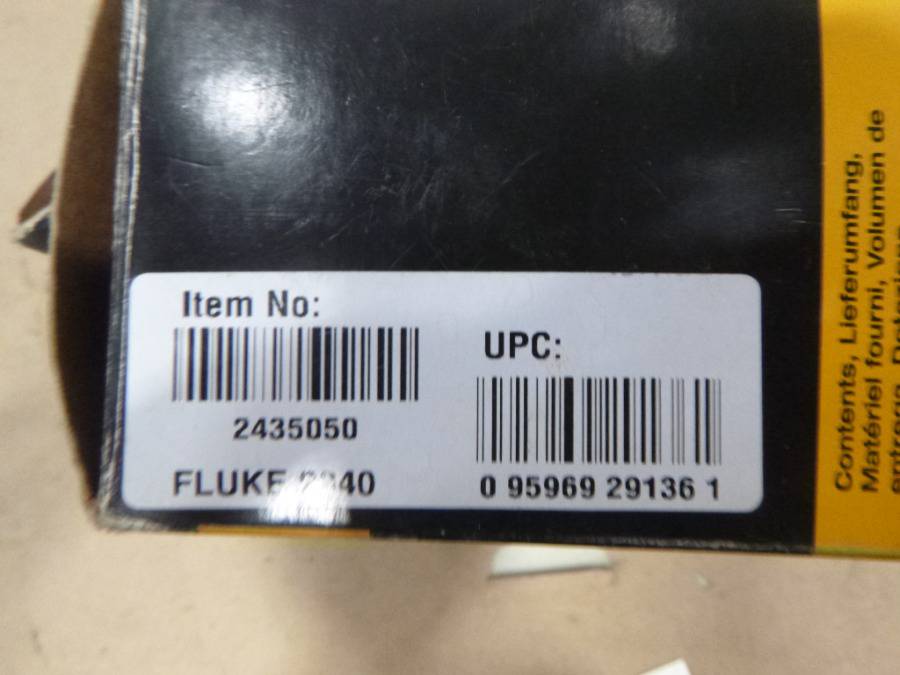 Item No:
2435050
FLUKE
UPC:
0 95969 29136 1
Contents, Lieferumfang,
Matériel fourni, Volumen de